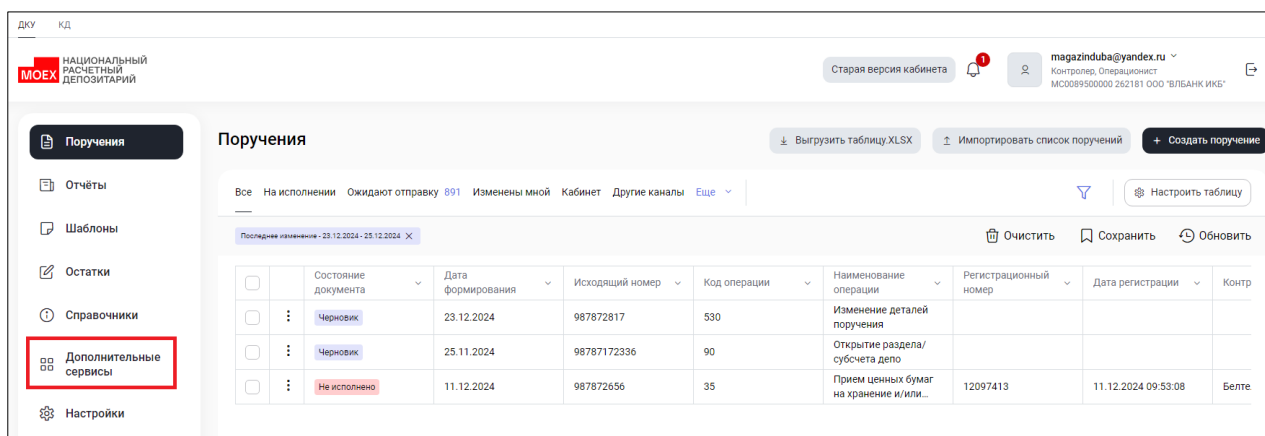 ДКУ КД
MOEX НАЦИОНАЛЬНЫЙ РАСЧЕТНЫЙ ДЕПОЗИТАРИЙ
Старая версия кабинета
1
magazinduba@yandex.ru
Контролер, Операционист
МС0089500000 262181 ООО "ВЛБАНК ИКБ"
Поручения
Отчёты
Шаблоны
Остатки
Справочники
Дополнительные
сервисы
Настройки
Поручения
Выгрузить таблицу.XLSX
Импортировать список поручений
+ Создать поручение
Все На исполнении Ожидают отправку 891 Изменены мной Кабинет Другие каналы Еще
Настроить таблицу
Последнее изменение - 23.12.2024 - 25.12.2024 X
Очистить Сохранить Обновить
Состояние
документа
Дата
формирования
Исходящий номер
Код операции
Наименование
операции
Регистрационный
номер
Дата регистрации
Контр
Черновик 23.12.2024 987872817 530 Изменение деталей
поручения
Черновик 25.11.2024 98787172336 90 Открытие раздела/
субсчета депо
Не исполнено 11.12.2024 987872656 35 Прием ценных бумаг
на хранение и/или...
12097413 11.12.2024 09:53:08 Белте